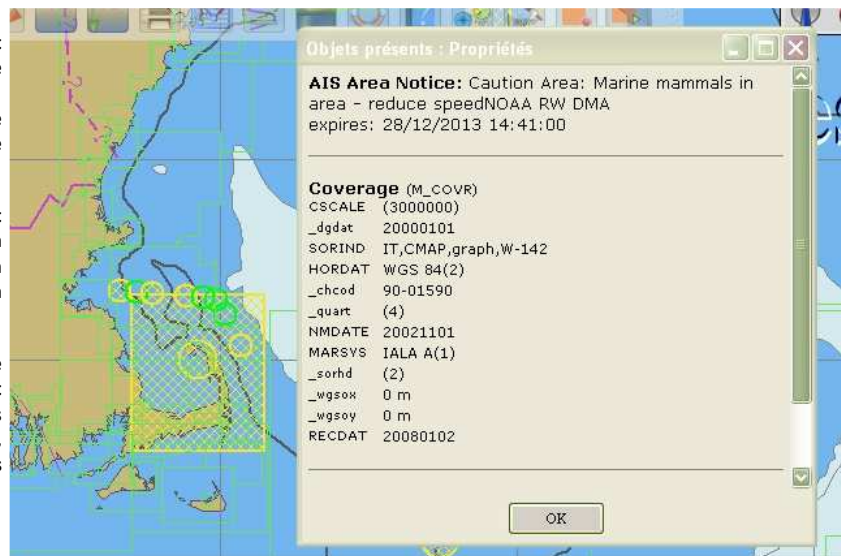 Objets présents : Propriétés
AIS Area Notice: Caution Area: Marine mammals in
area - reduce speedNOAA RW DMA
expires: 28/12/2013 14:41:00
Coverage (M_COVR)
CSCALE (3000000)
_dgdat 20000101
SORIND IT,CMAP,graph,W-142
HORDAT WGS 84(2)
_chcod 90-01590
_quart (4)
NMDATE 20021101
MARSYS IALA A(1)
_sorhd (2)
_wgsox 0 m
_wgsoy 0 m
RECDAT 20080102
OK